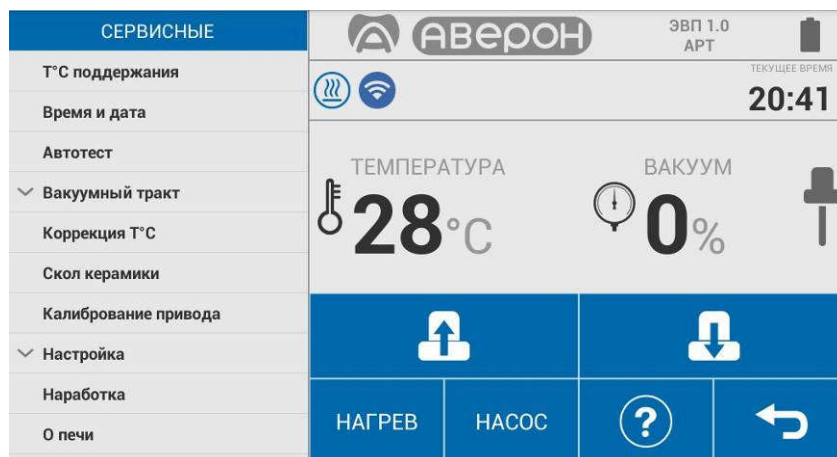 СЕРВИСНЫЕ
Т°С поддержания
Время и дата
Автотест
Вакуумный тракт
Коррекция Т°С
Скол керамики
Калибрование привода
Настройка
Наработка
О печи
АВЕРОН
ЭВП 1.0
АРТ
ТЕКУЩЕЕ ВРЕМЯ
20:41
ТЕМПЕРАТУРА
28°C
ВАКУУМ
0%
НАГРЕВ
НАСОС
?